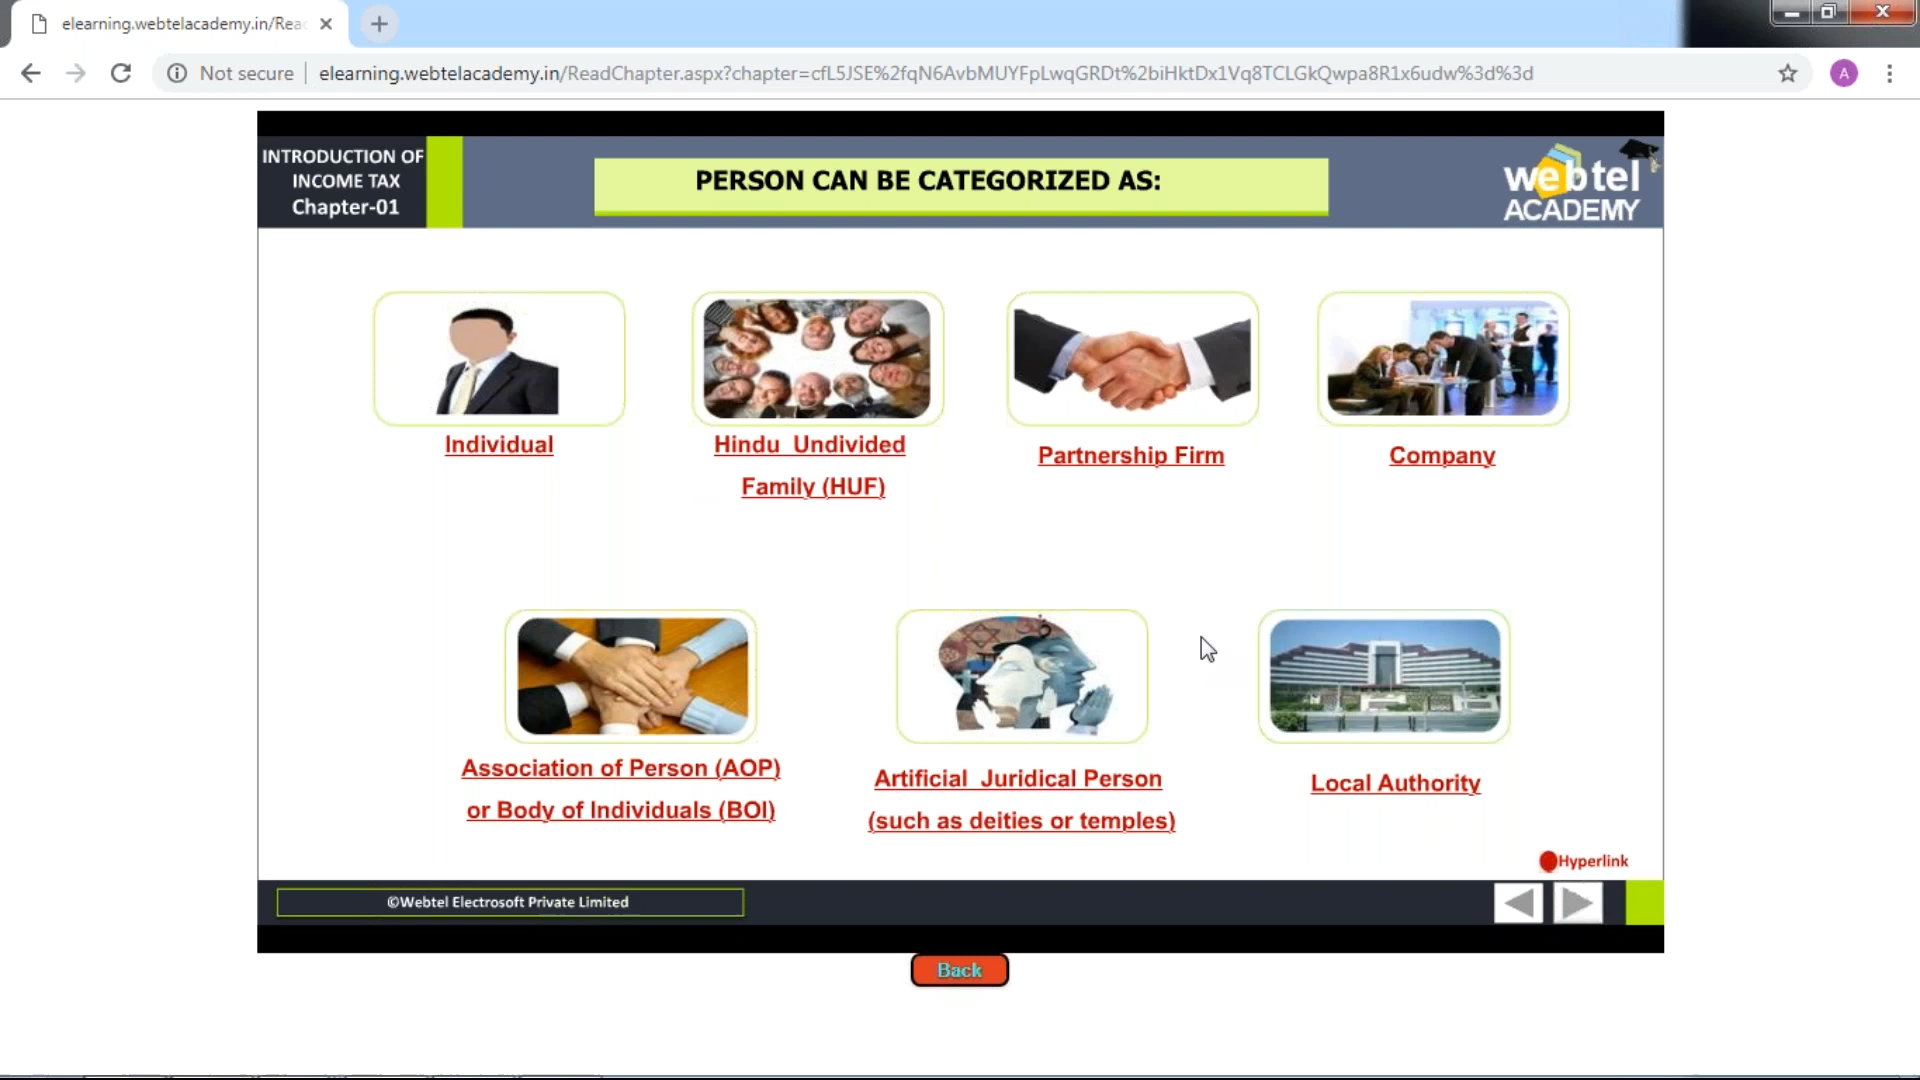 elearning.webtelacademy.in/Rea
Not secure
elearning.webtelacademy.in/ReadChapter.aspx?chapter=cfL5JSE%2fqN6AvbMUYFpLwqGRDt%2biHktDx1Vq8TCLGkQwpa8R1x6udw%3d%3d
A
INTRODUCTION OF
INCOME TAX
Chapter-01
PERSON CAN BE CATEGORIZED AS:
webtel
ACADEMY
Individual
Hindu Undivided
Family (HUF)
Partnership Firm
Company
Association of Person (AOP)
or Body of Individuals (BOI)
Artificial Juridical Person
(such as deities or temples)
Local Authority
Hyperlink
©Webtel Electrosoft Private Limited
Back